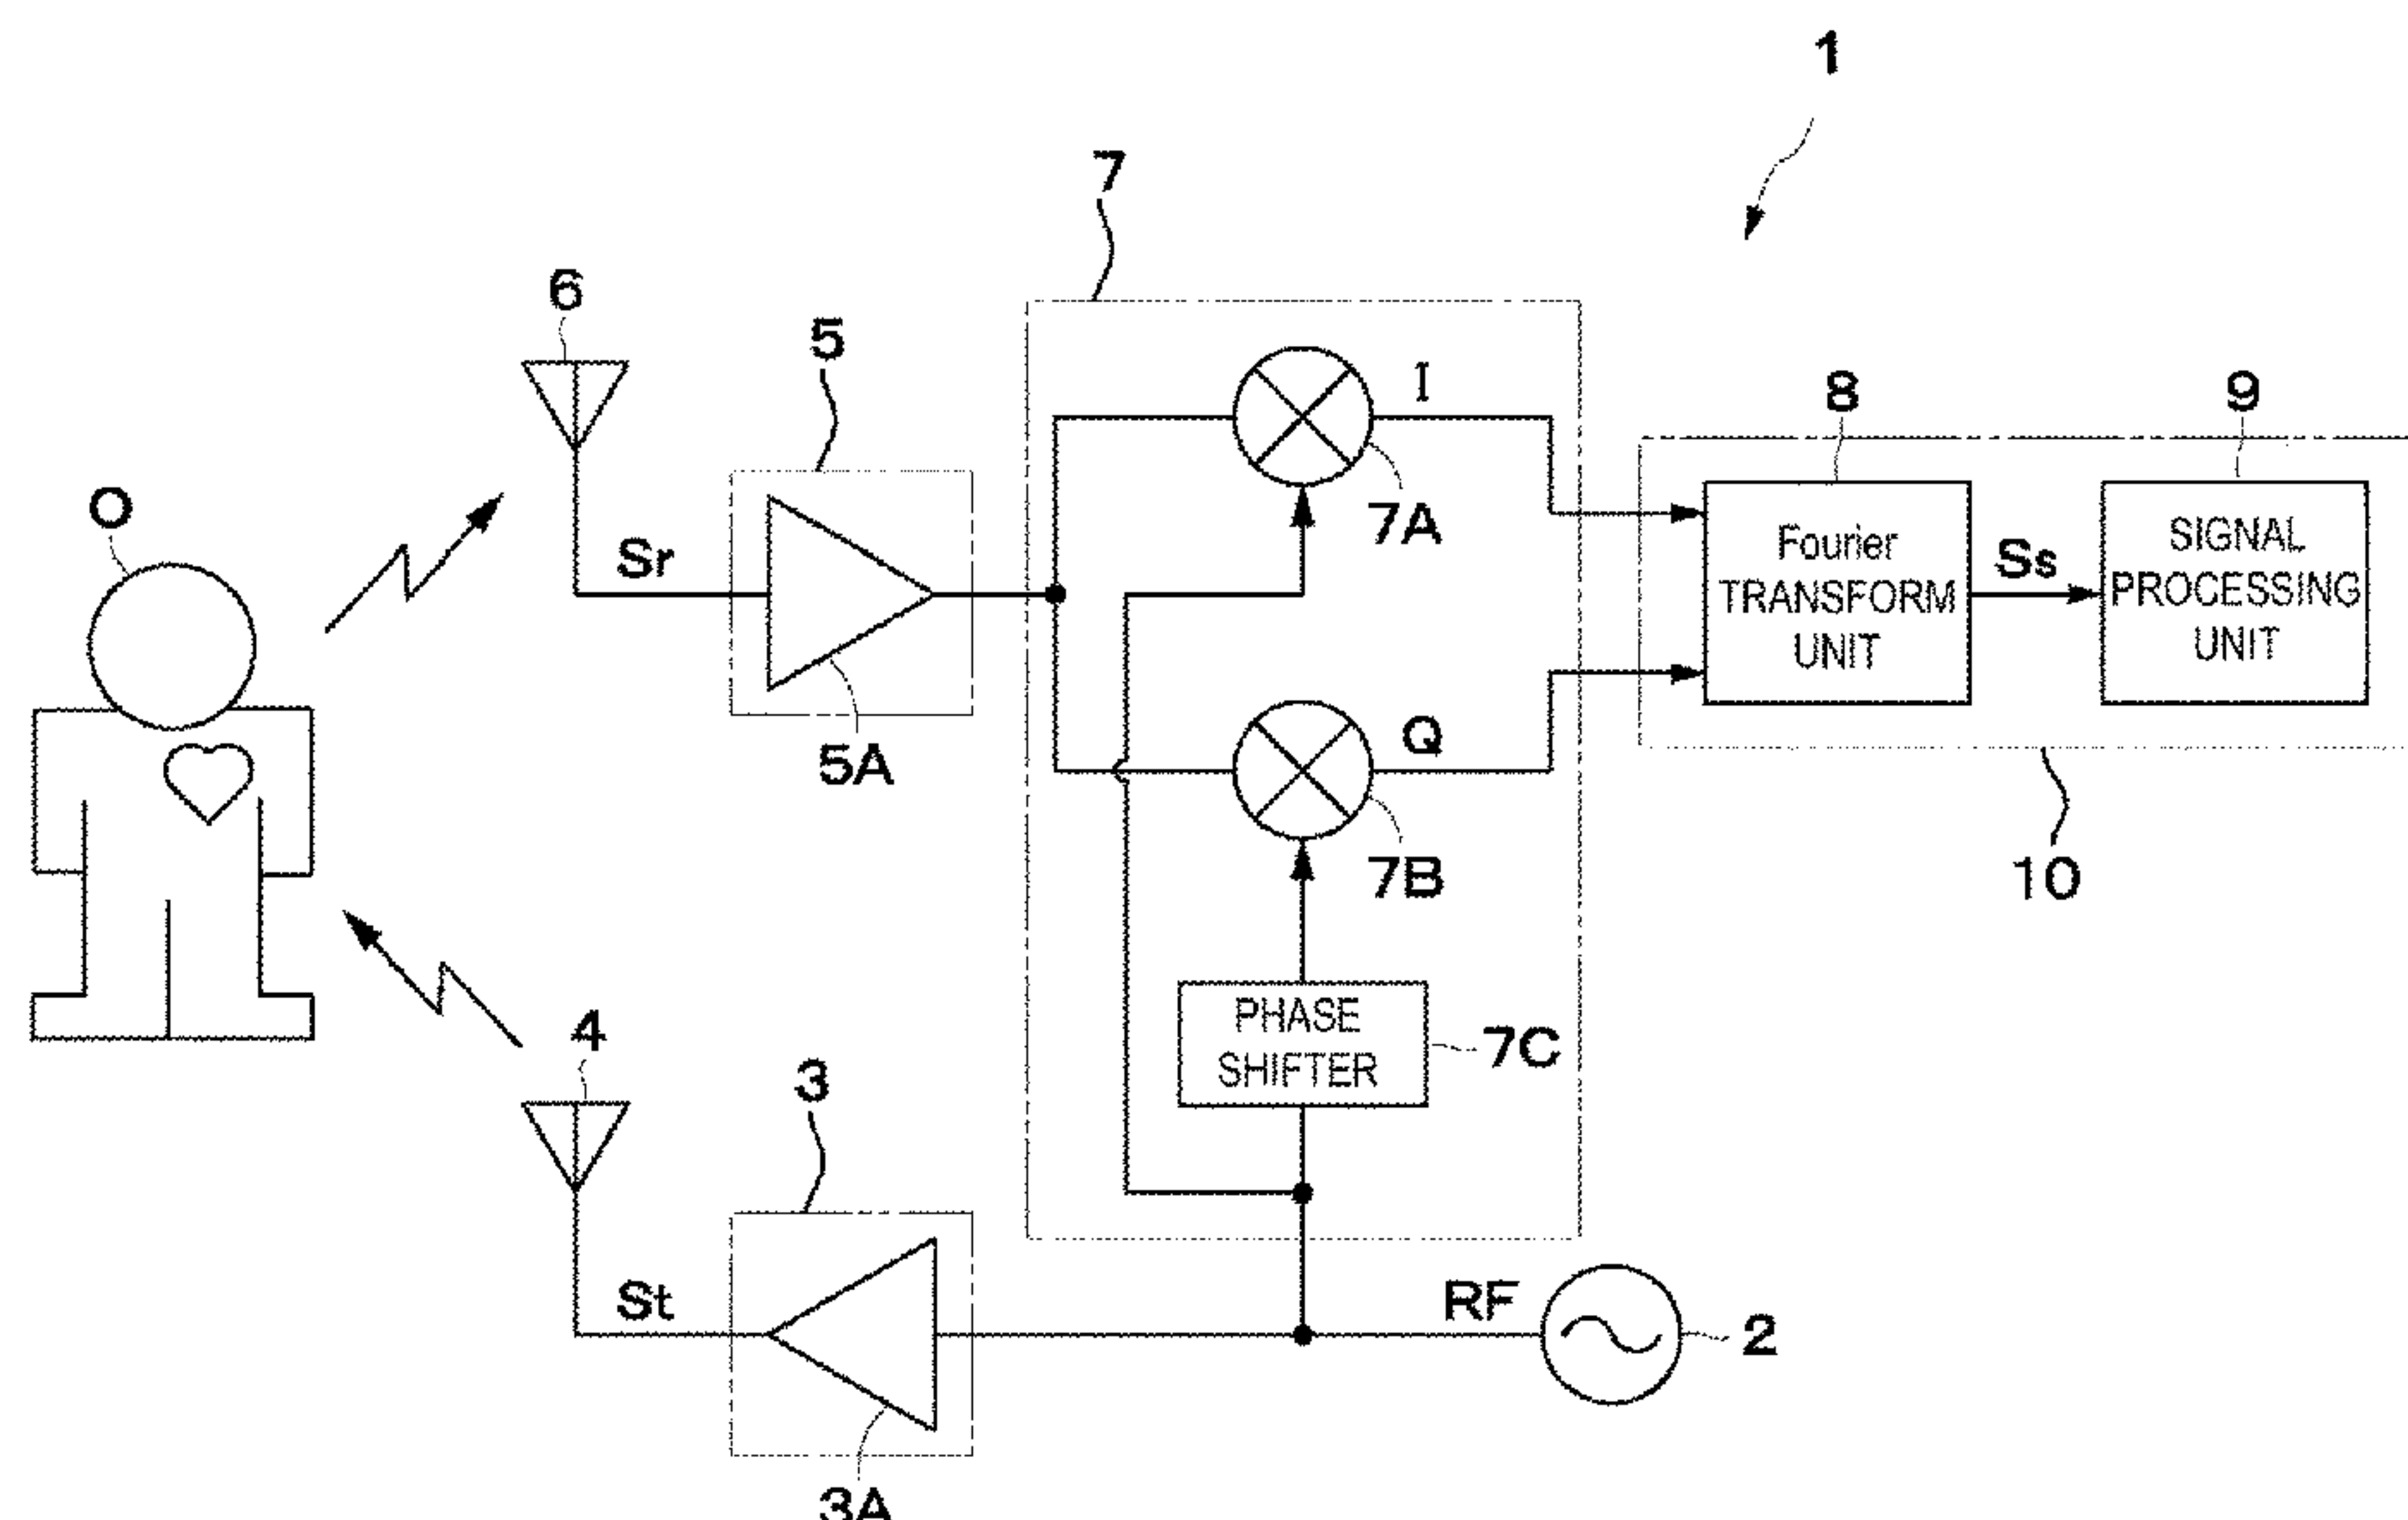 1
7
6
5
I
8
9
O
Sr
7A
Fourier
TRANSFORM
UNIT
Ss
SIGNAL
PROCESSING
UNIT
5A
Q
7B
10
PHASE
SHIFTER
7C
4
3
St
RF
2
3A